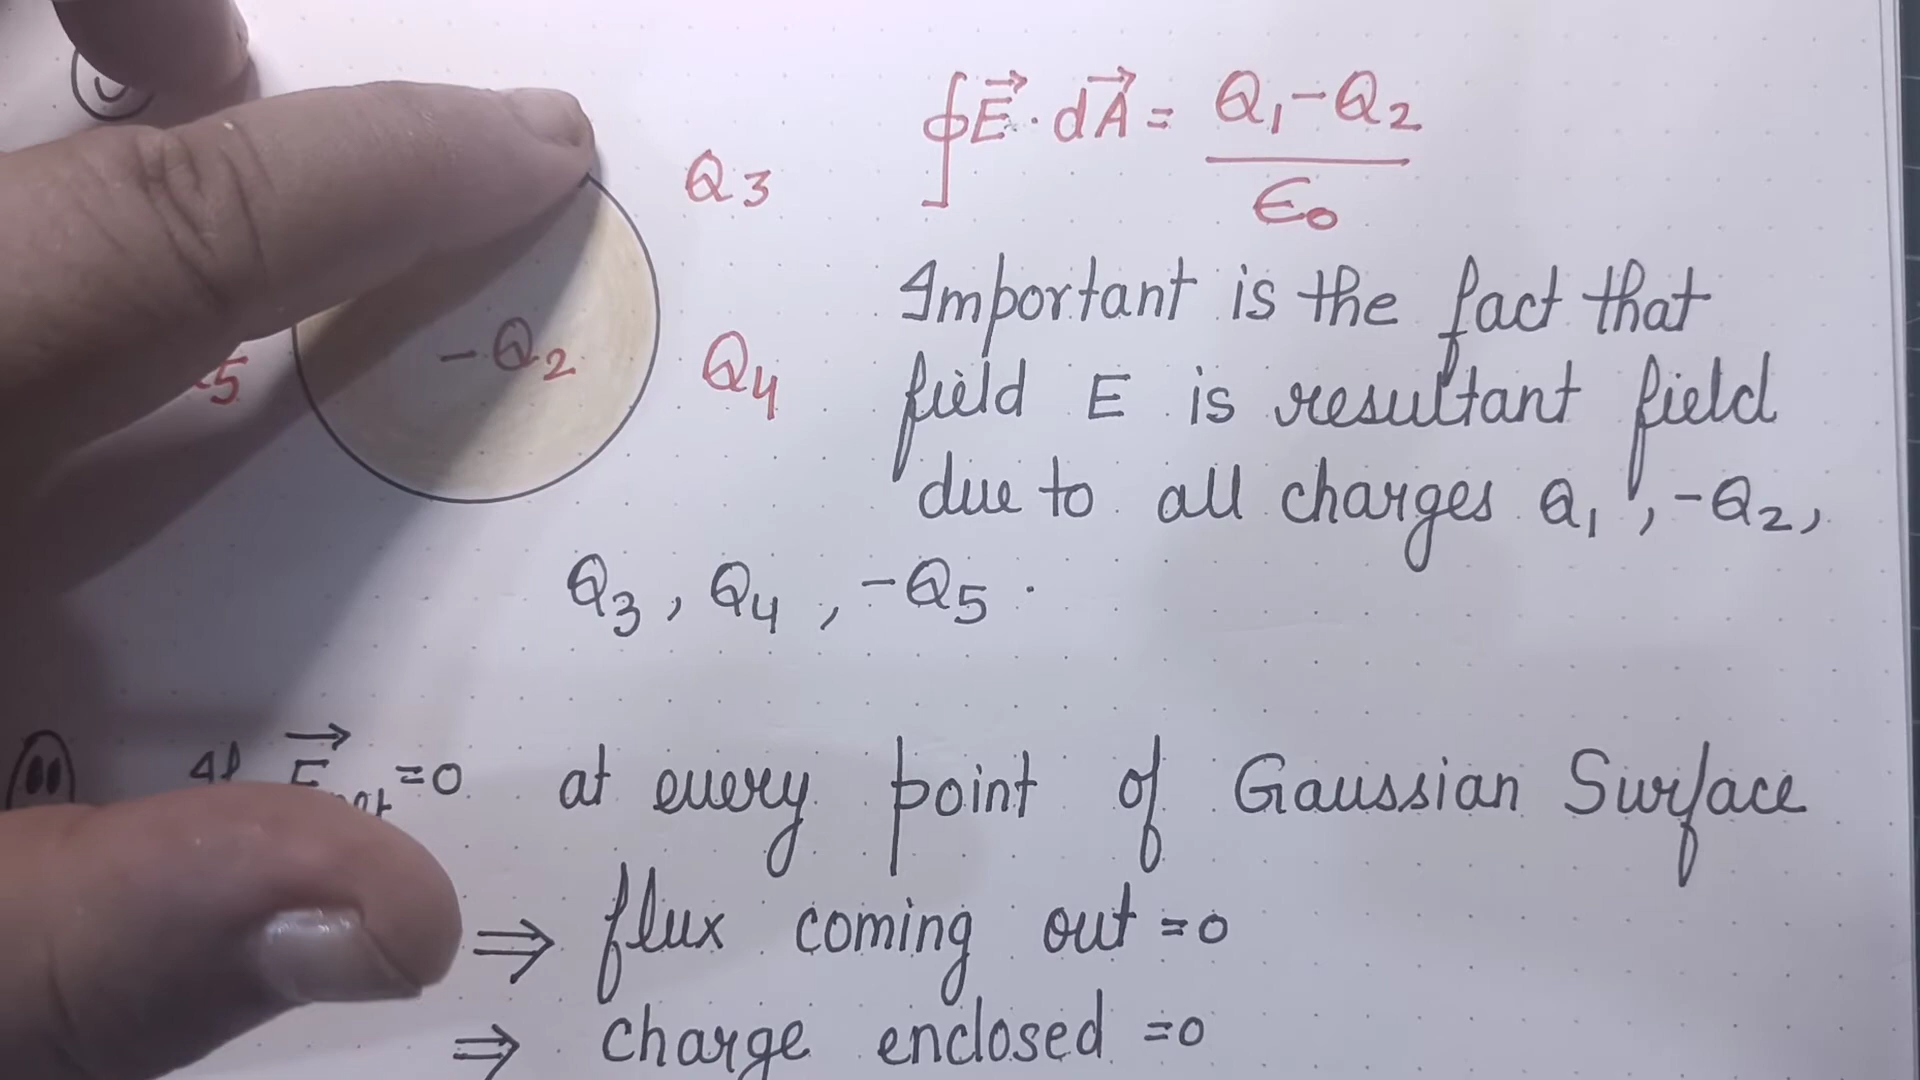 Q3
∮E⃗·dA⃗ = Q₁-Q₂
ϵ₀
-Q₂
5
Q₄
Important is the fact that
field E is resultant field
due to all charges Q₁, -Q₂,
Q₃, Q₄, -Q₅.
=0 at every point of Gaussian Surface
⇒ flux coming out =0
⇒ charge enclosed =0